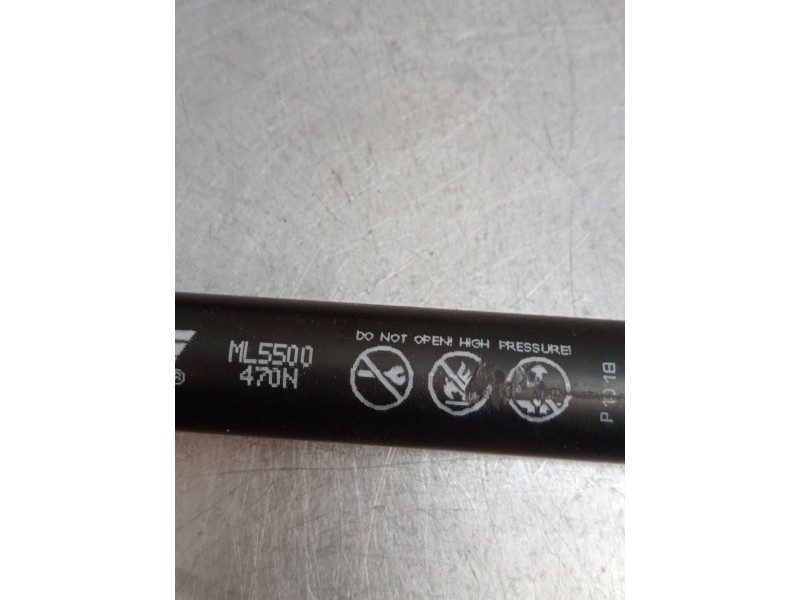 ®
ML5500
470N
DO NOT OPEN! HIGH PRESSURE!